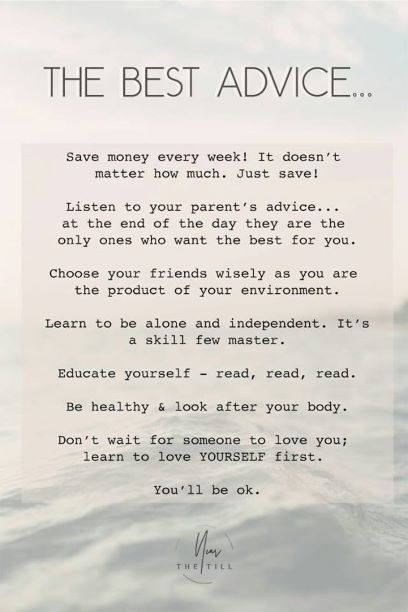 THE BEST ADVICE...
Save money every week! It doesn't
matter how much. Just save!
Listen to your parent's advice...
at the end of the day they are the
only ones who want the best for you.
Choose your friends wisely as you are
the product of your environment.
Learn to be alone and independent. It's
a skill few master.
Educate yourself – read, read, read.
Be healthy & look after your body.
Don't wait for someone to love you;
learn to love YOURSELF first.
You'll be ok.
THE TILL